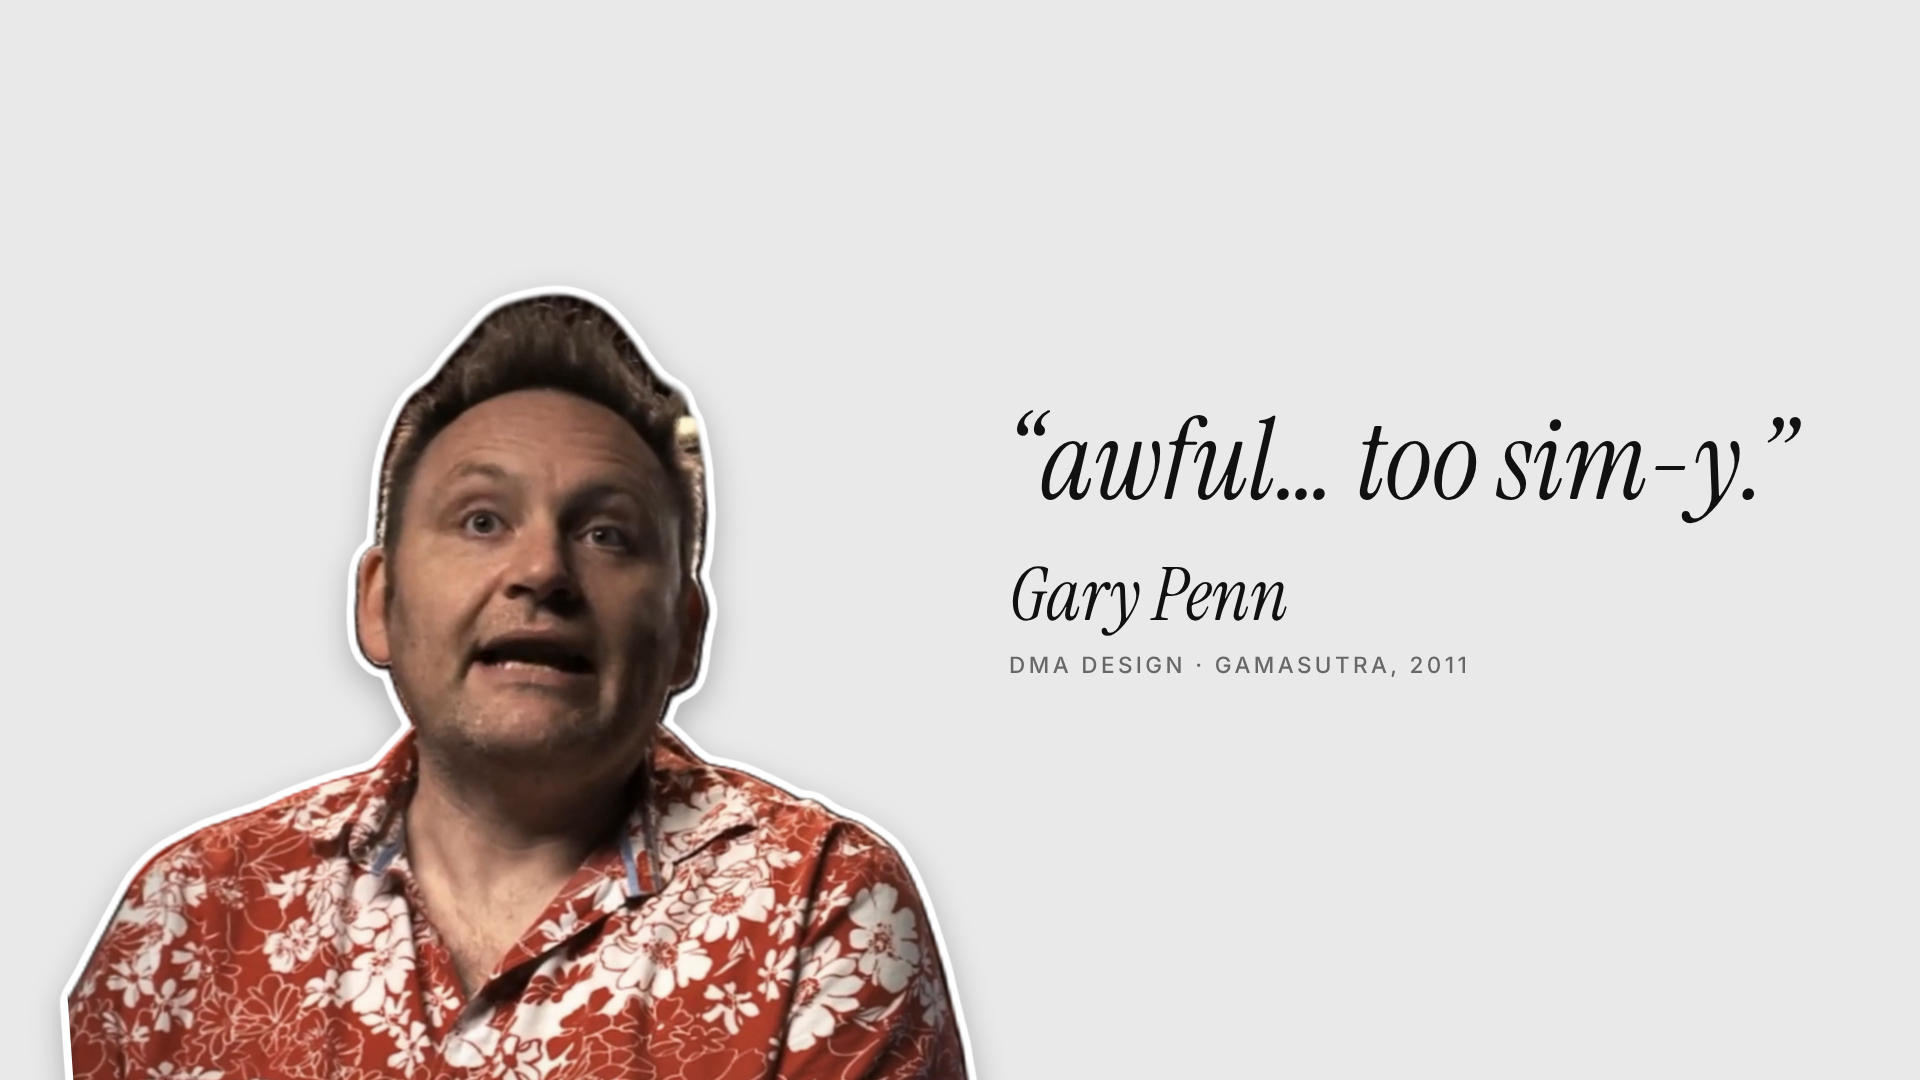 “awful... too sim-y.”
Gary Penn
DMA DESIGN · GAMASUTRA, 2011